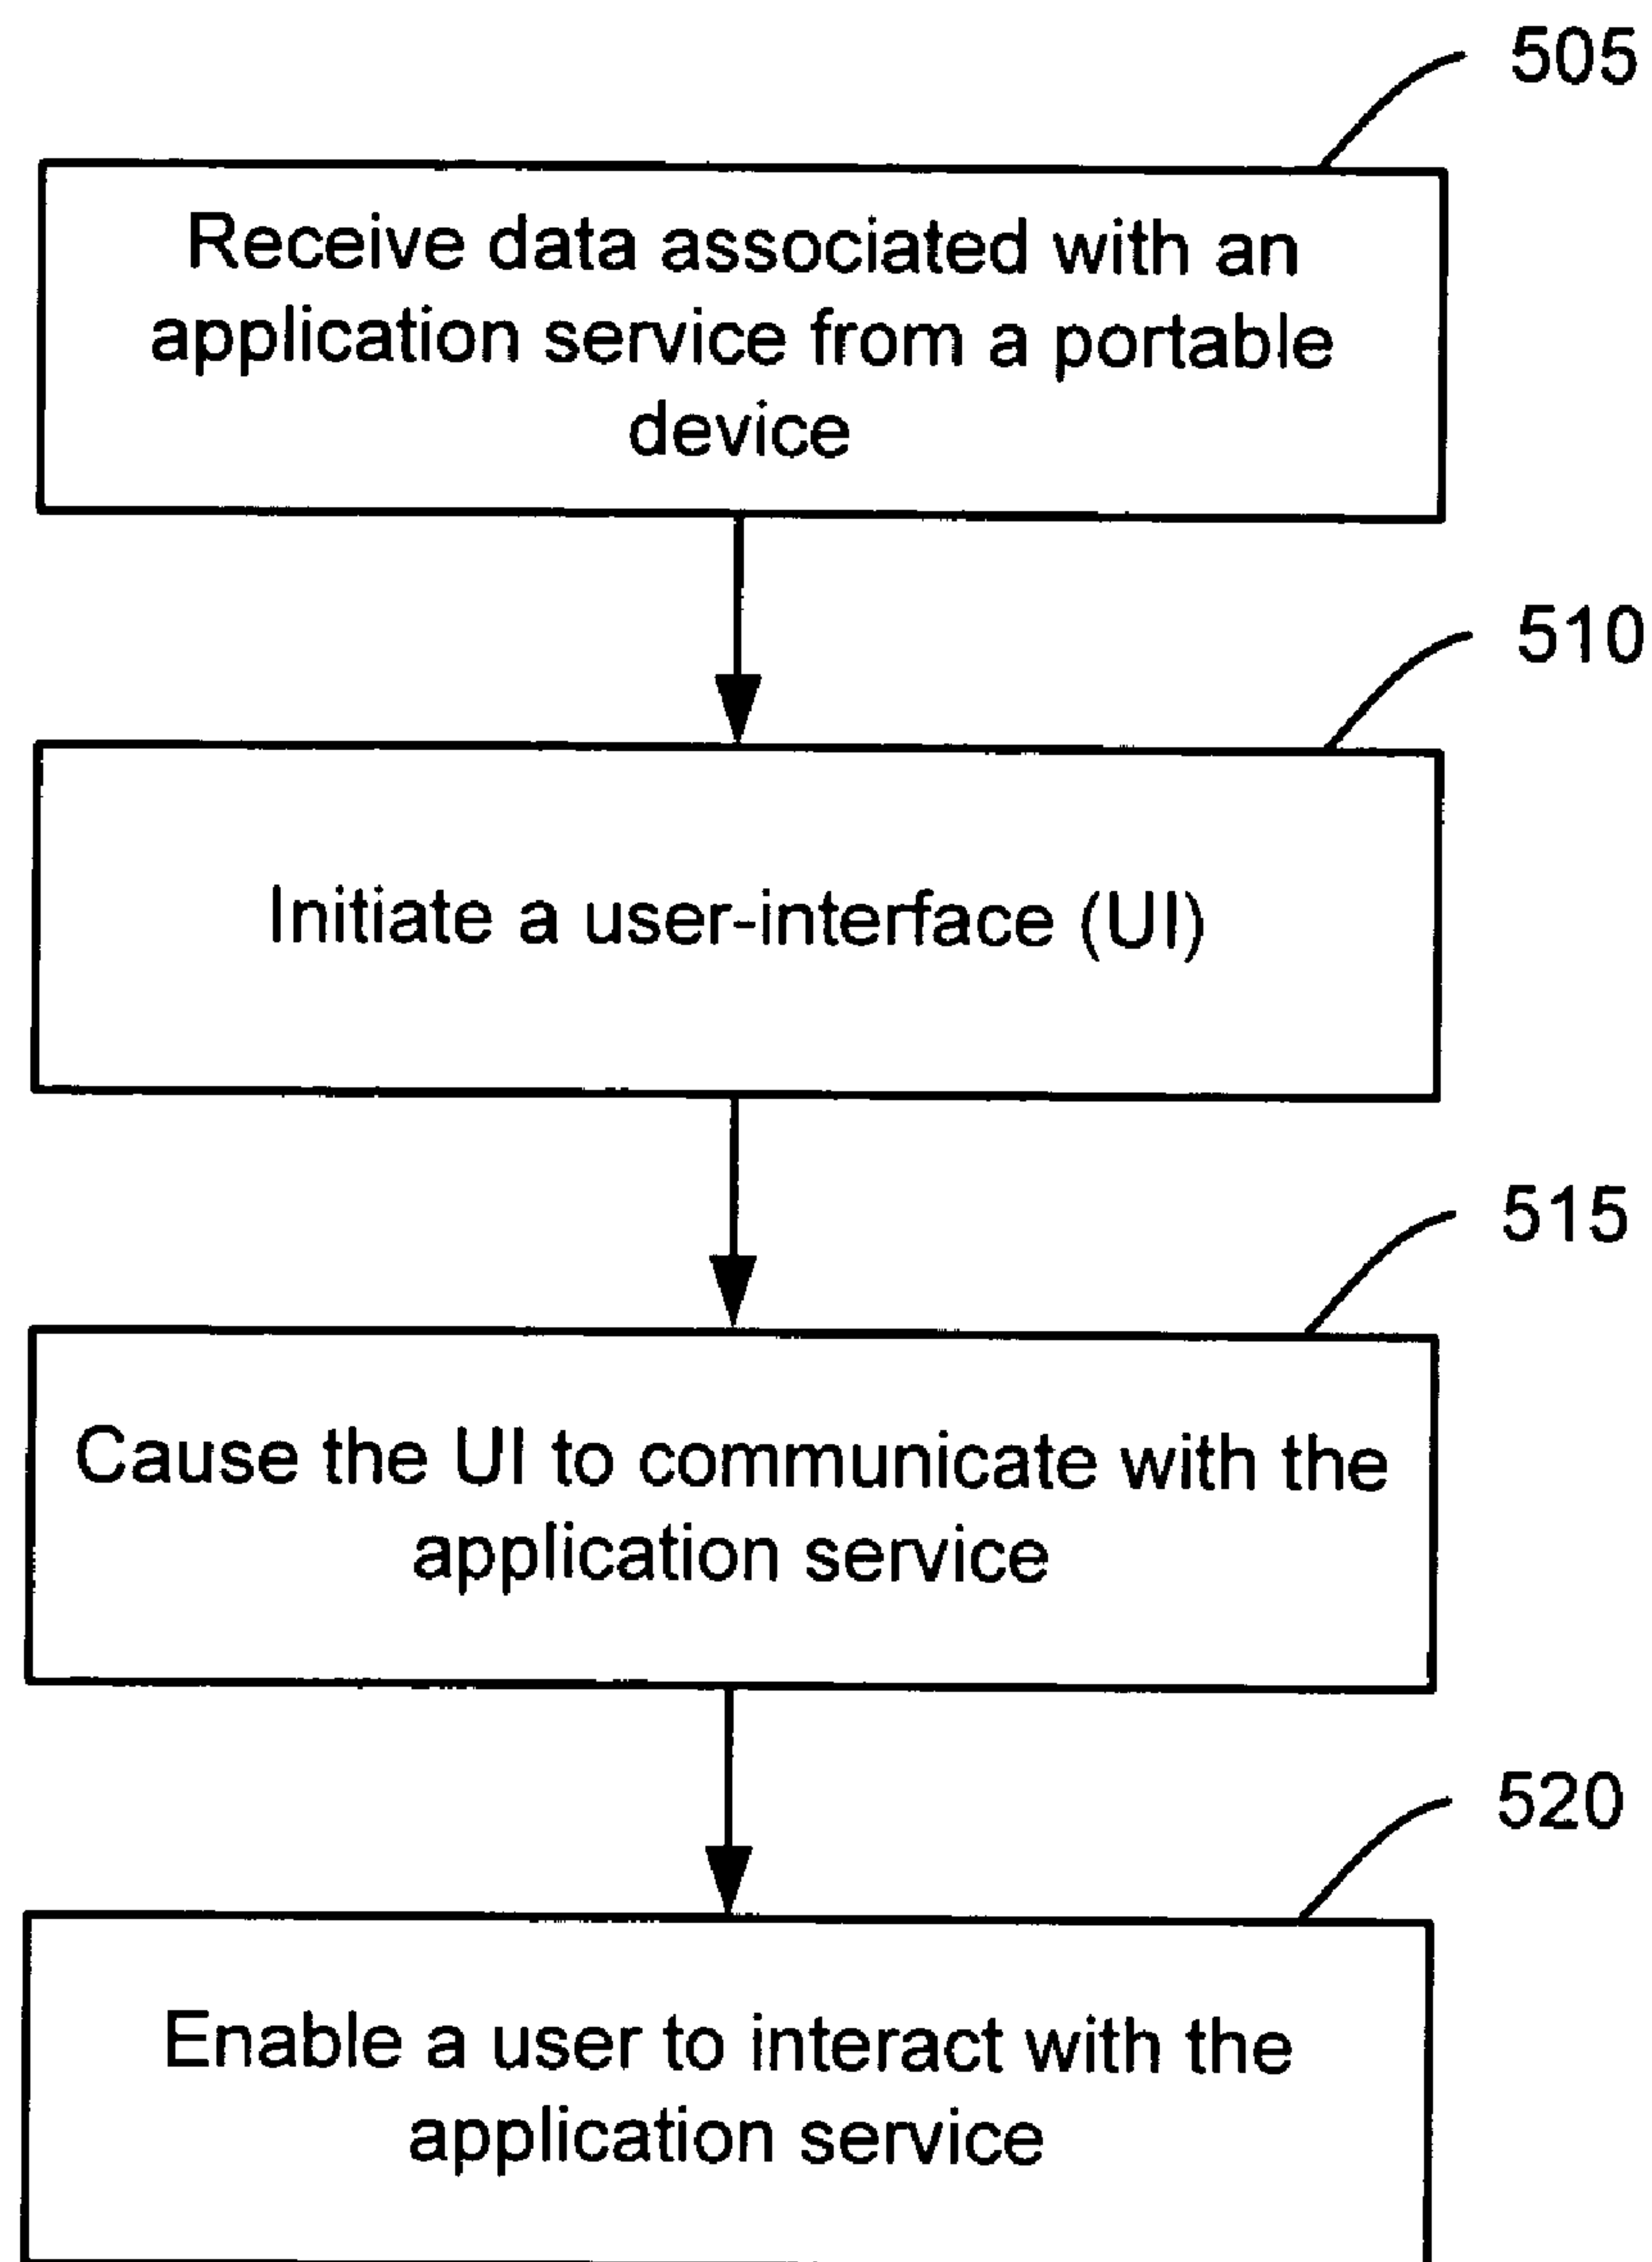 505
Receive data associated with an
application service from a portable
device
510
Initiate a user-interface (UI)
515
Cause the UI to communicate with the
application service
520
Enable a user to interact with the
application service